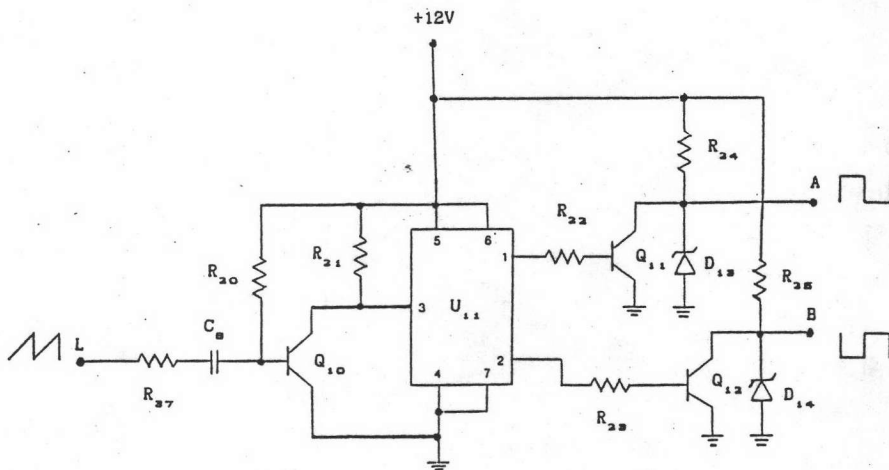 +12V
R₂₄
A
R₂₂
5
6
1
R₂₁
R₂₀
Q₁₁
D₁₃
R₂₅
3
U₁₁
B
L
C₈
2
Q₁₀
Q₁₂
4
7
D₁₄
R₃₇
R₂₃